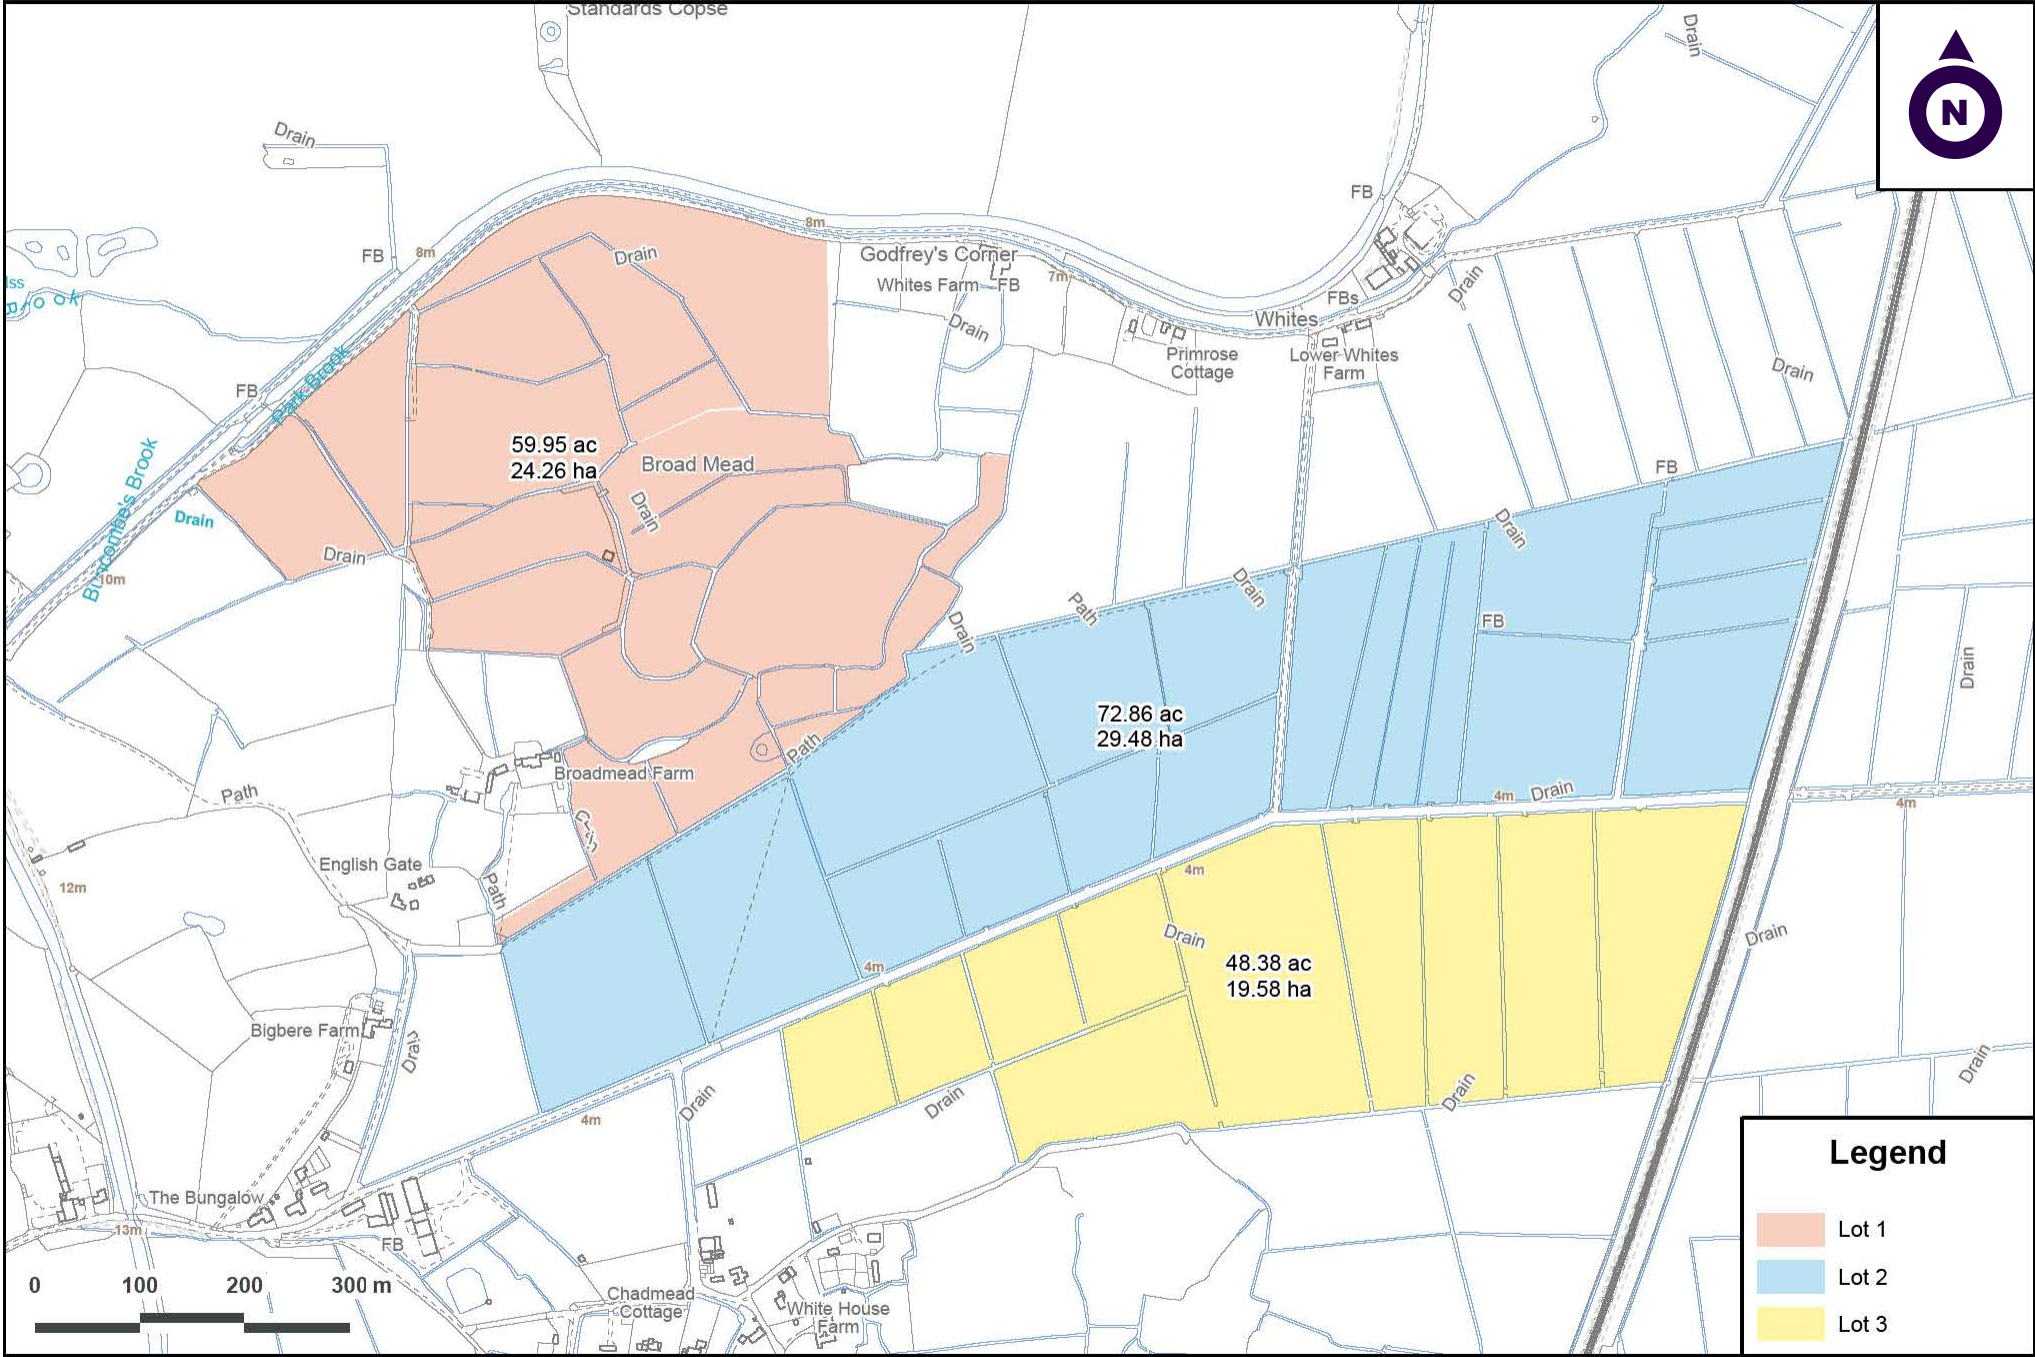 Standards Copse
Drain
N
Drain
FB
8m
Drain
FB
8m
Godfrey's Corner
Whites Farm
FB
7m
Drain
FB
FBs
Whites
Drain
Primrose
Cottage
Lower Whites
Farm
Drain
Brook
FB
Park Brook
59.95 ac
24.26 ha
Broad Mead
Drain
Buncombe's Brook
Drain
Drain
10m
FB
Drain
Drain
Path
Drain
FB
Drain
72.86 ac
29.48 ha
Path
Broadmead Farm
Path
Drain
4m
Drain
4m
English Gate
Path
12m
4m
Drain
48.38 ac
19.58 ha
Drain
4m
Bigbere Farm
Drain
Drain
Drain
Drain
Drain
4m
The Bungalow
13m
FB
Chadmead
Cottage
White House
Farm
0 100 200 300 m
Legend
Lot 1
Lot 2
Lot 3